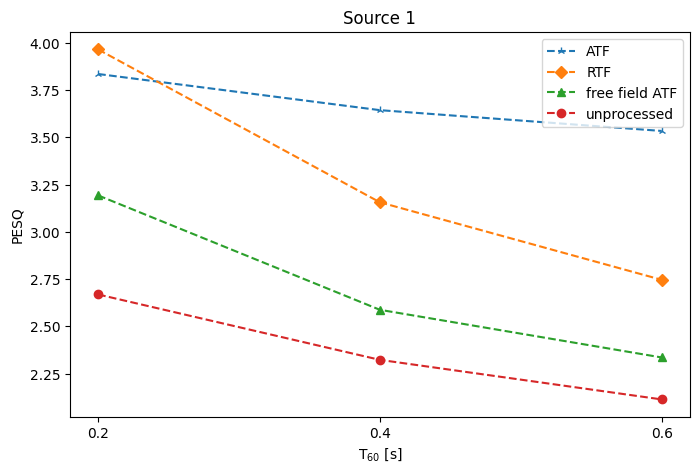 Source 1
ATF
RTF
free field ATF
unprocessed
PESQ
4.00
3.75
3.50
3.25
3.00
2.75
2.50
2.25
0.2
0.4
0.6
T₆₀ [s]